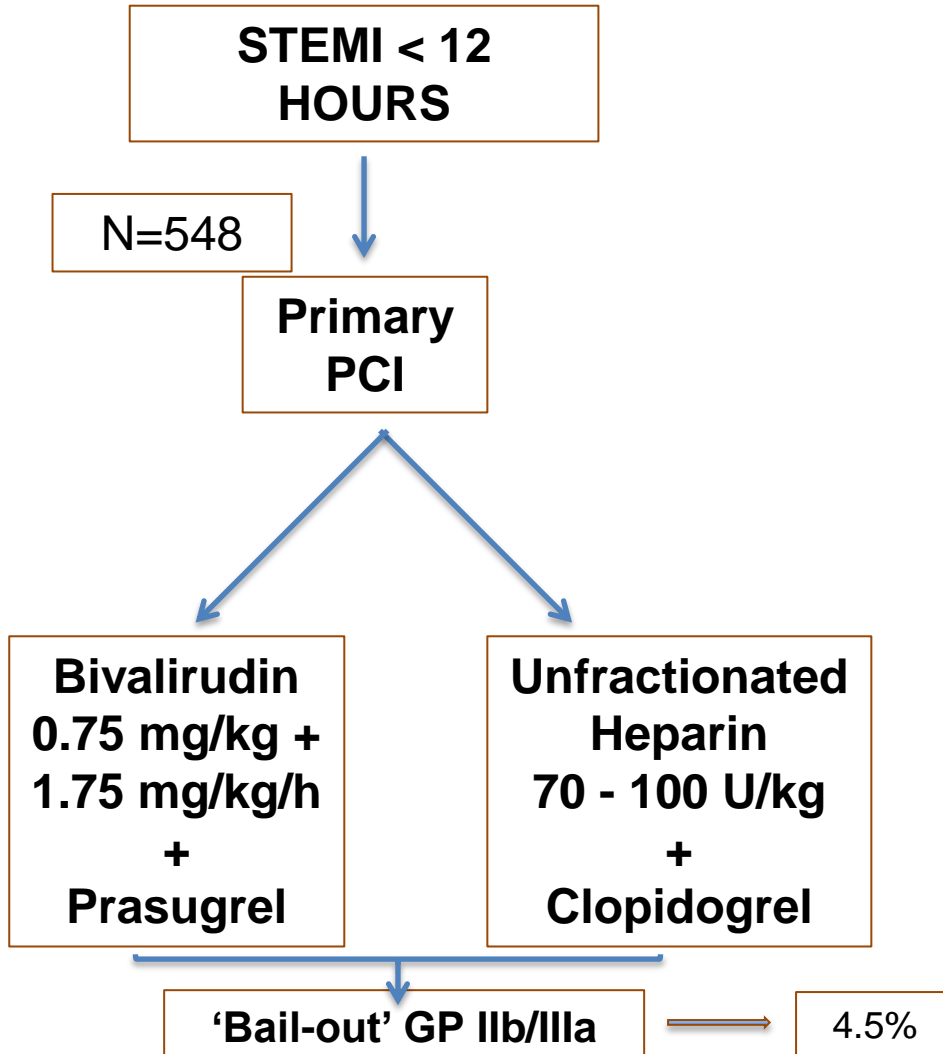 STEMI < 12
HOURS
N=548
Primary
PCI
Bivalirudin
0.75 mg/kg +
1.75 mg/kg/h
+
Prasugrel
Unfractionated
Heparin
70 - 100 U/kg
+
Clopidogrel
‘Bail-out’ GP IIb/IIIa
4.5%